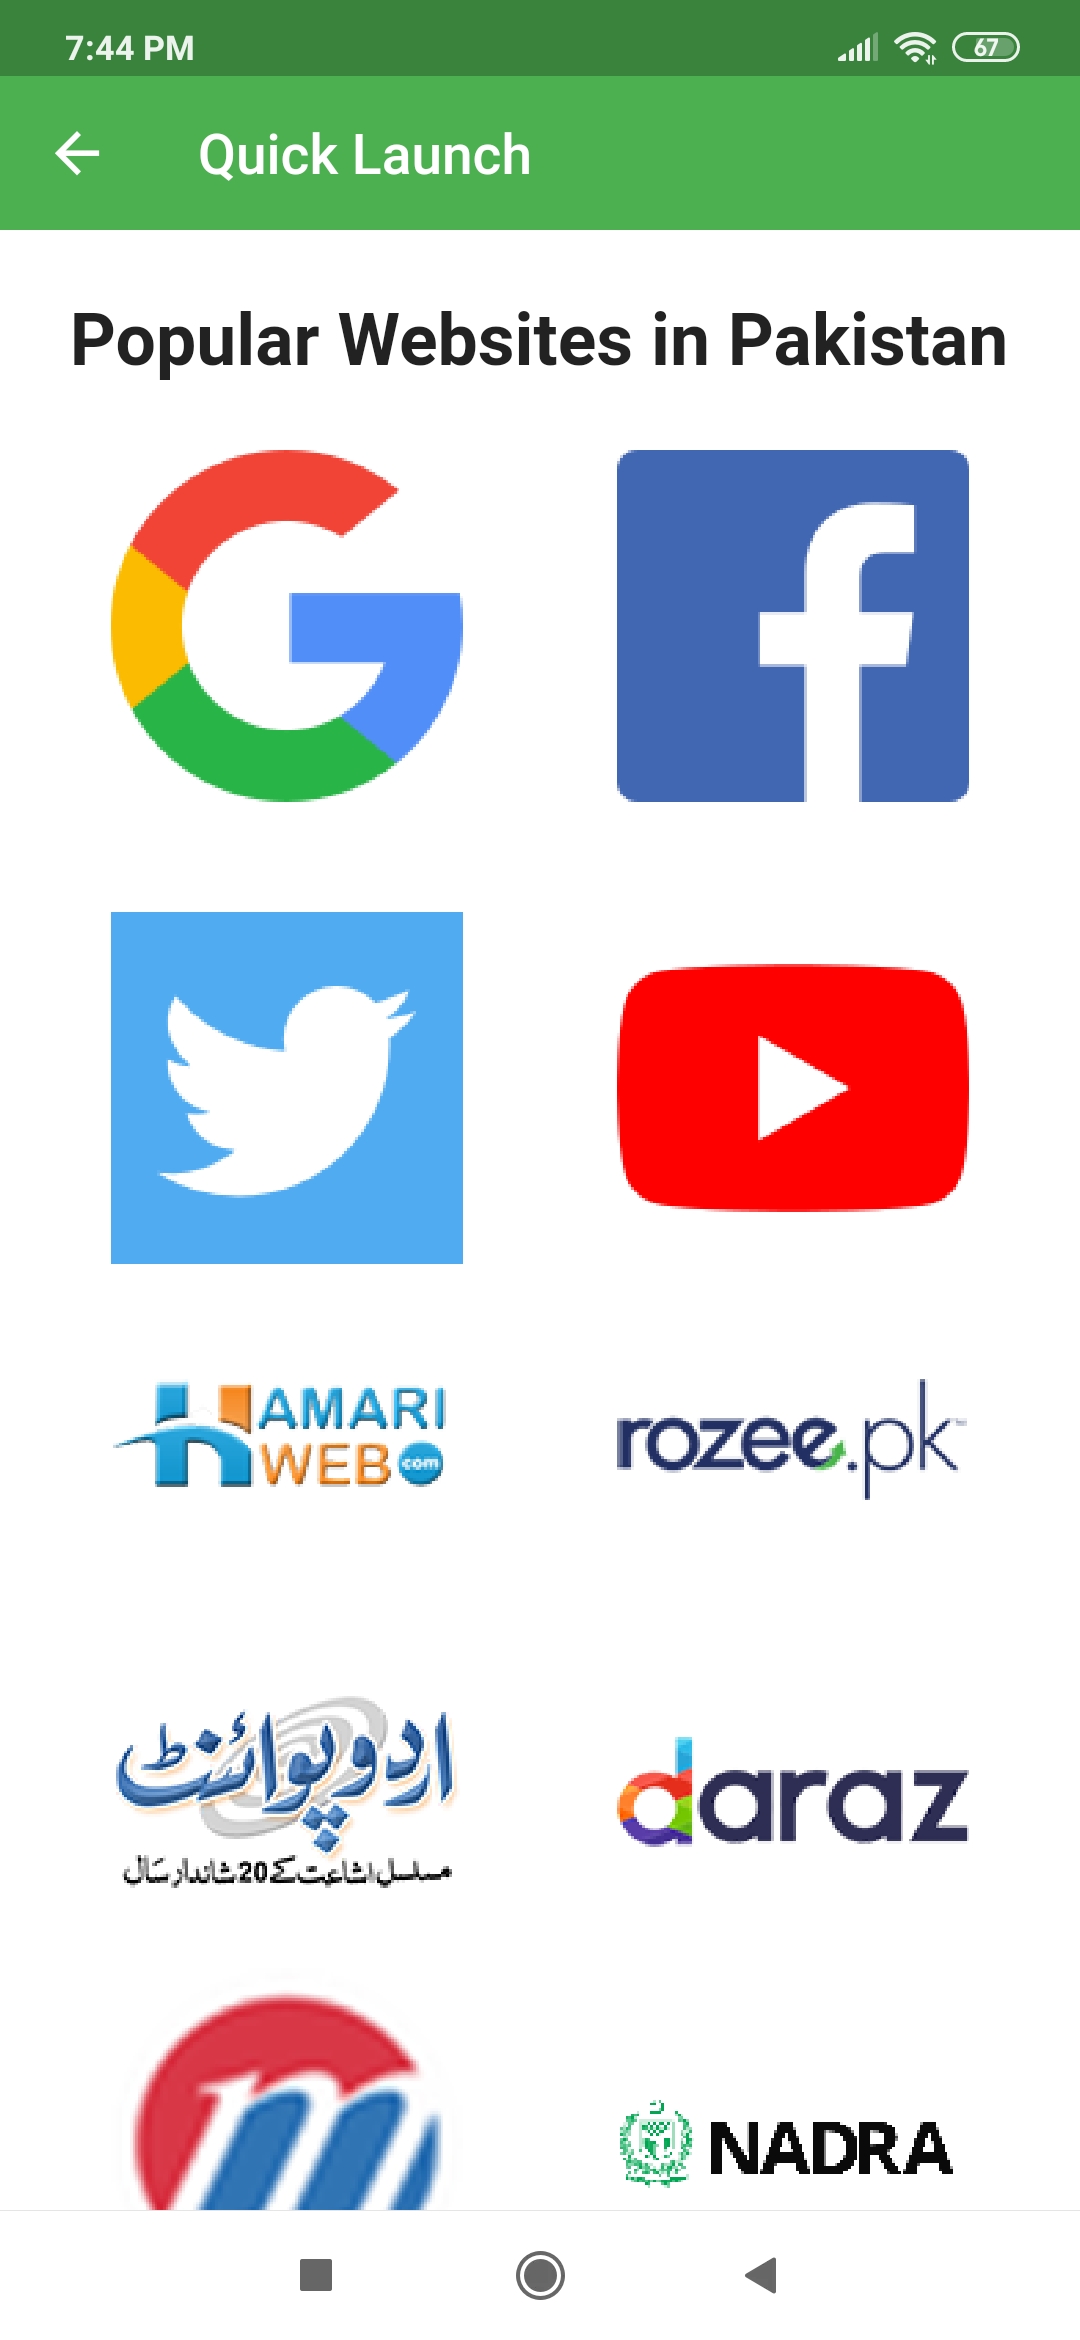 7:44 PM
67
Quick Launch
Popular Websites in Pakistan
HAMARI
WEB com
rozee.pk
اردو پوائنٹ
مسلسل اشاعت کے 20 شاندار سال
daraz
m
NADRA